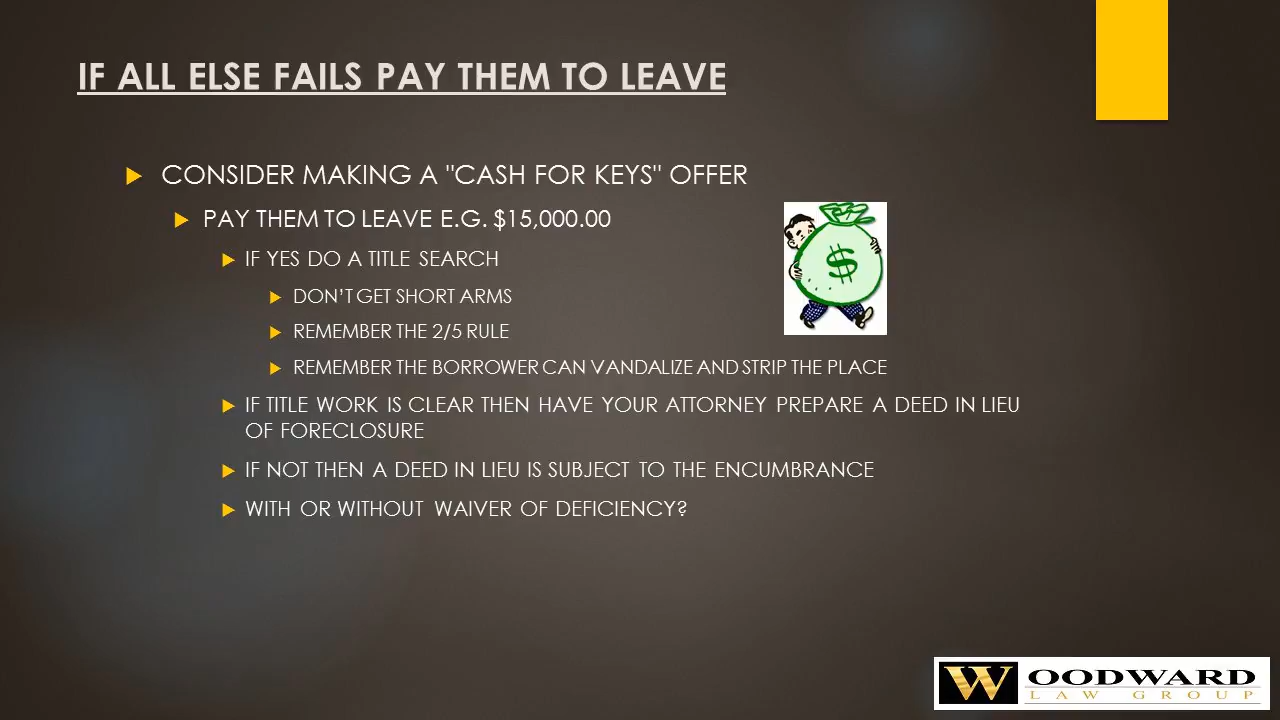 IF ALL ELSE FAILS PAY THEM TO LEAVE
CONSIDER MAKING A "CASH FOR KEYS" OFFER
PAY THEM TO LEAVE E.G. $15,000.00
IF YES DO A TITLE SEARCH
DON'T GET SHORT ARMS
REMEMBER THE 2/5 RULE
REMEMBER THE BORROWER CAN VANDALIZE AND STRIP THE PLACE
IF TITLE WORK IS CLEAR THEN HAVE YOUR ATTORNEY PREPARE A DEED IN LIEU
OF FORECLOSURE
IF NOT THEN A DEED IN LIEU IS SUBJECT TO THE ENCUMBRANCE
WITH OR WITHOUT WAIVER OF DEFICIENCY?
$
WOODWARD
LAW GROUP